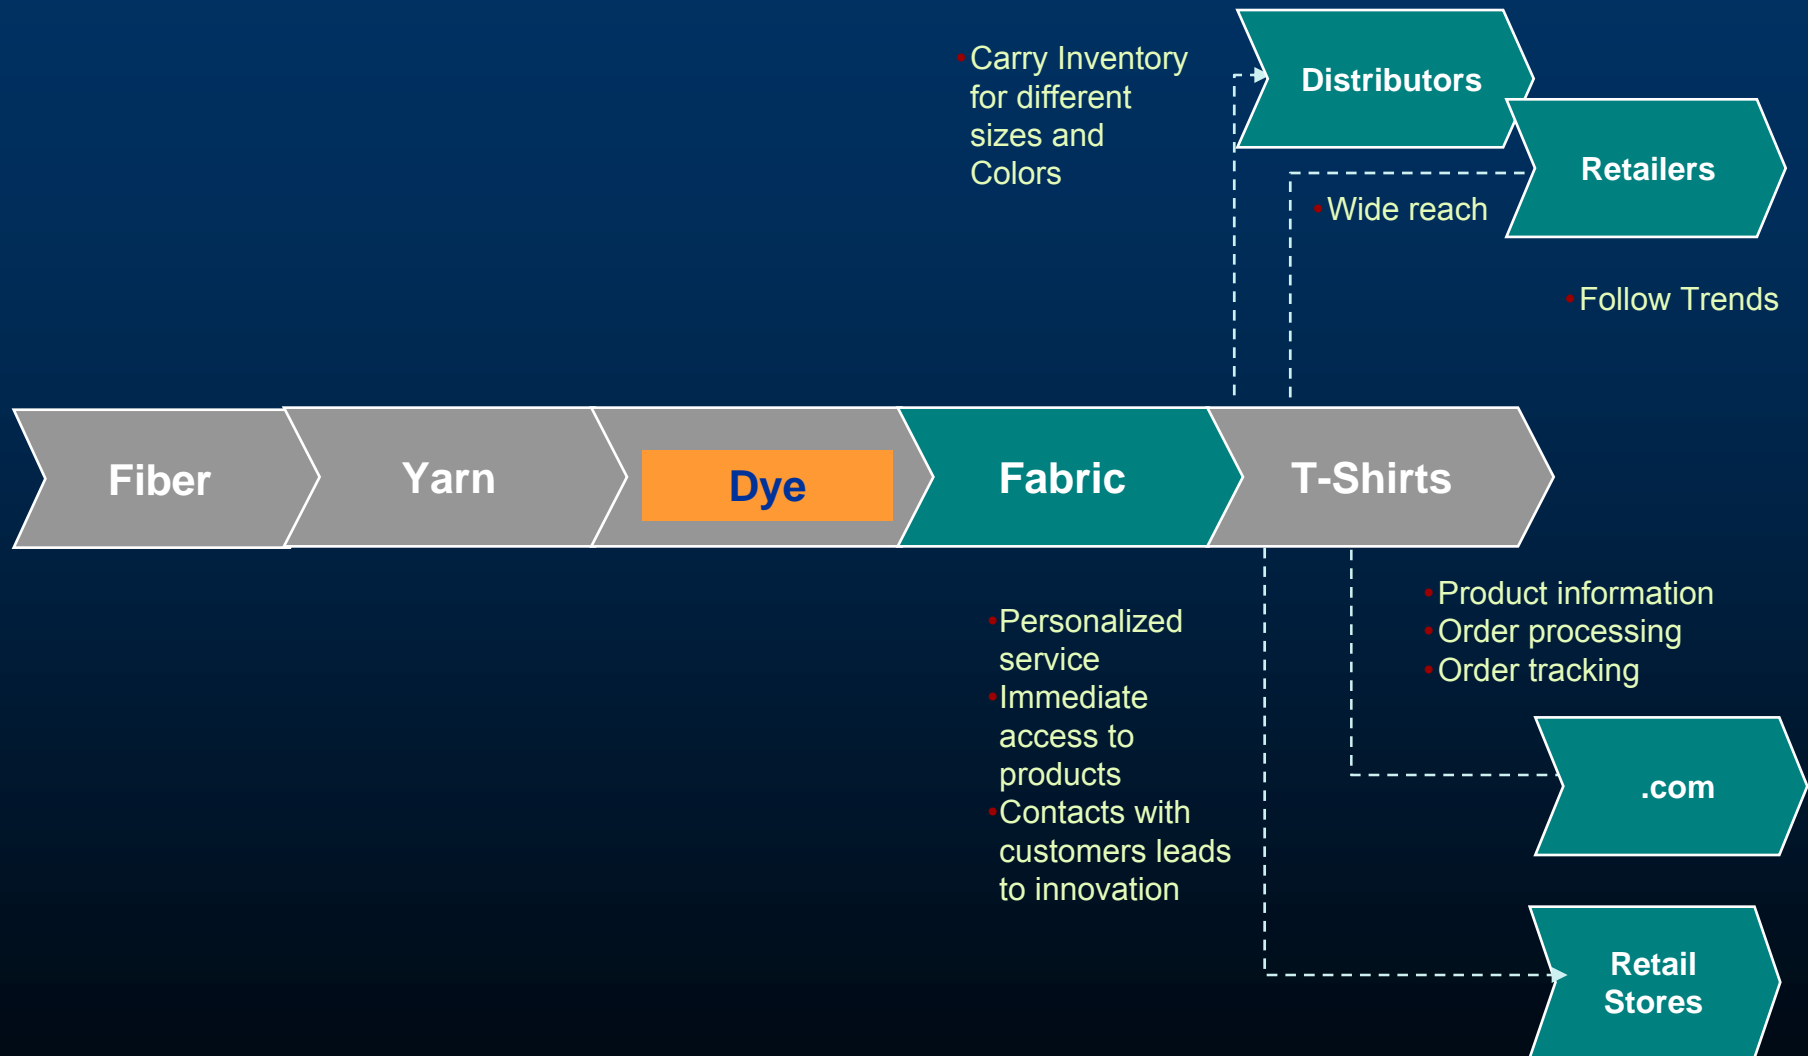 •Carry Inventory
for different
sizes and
Colors
Distributors
Retailers
•Wide reach
•Follow Trends
Fiber
Yarn
Dye
Fabric
T-Shirts
•Personalized
service
•Immediate
access to
products
•Contacts with
customers leads
to innovation
•Product information
•Order processing
•Order tracking
.com
Retail
Stores